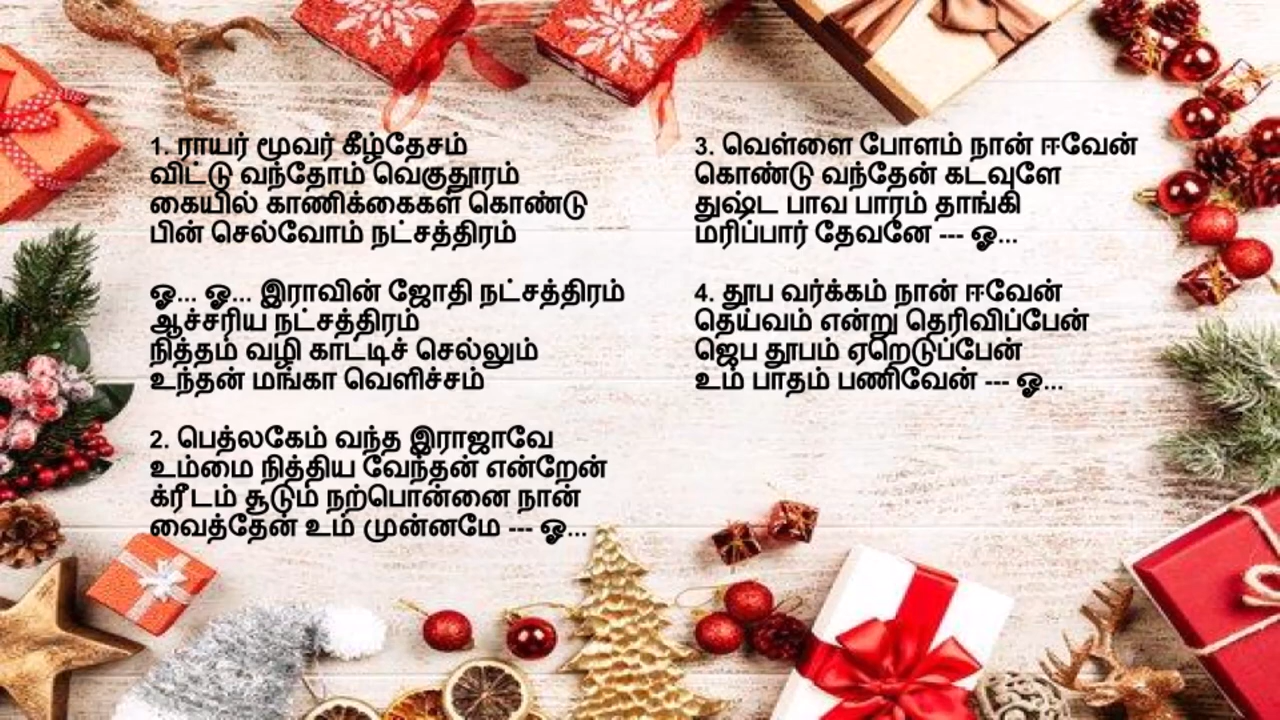 1. ராயர் மூவர் கீழ்தேசம்
விட்டு வந்தோம் வெகுதூரம்
கையில் காணிக்கைகள் கொண்டு
பின் செல்வோம் நட்சத்திரம்
ஓ... ஓ... இராவின் ஜோதி நட்சத்திரம்
ஆச்சரிய நட்சத்திரம்
நித்தம் வழி காடடிச் செல்லும்
உந்தன் மங்கா வெளிச்சம்
2. பெத்லகேம் வந்த இராஜாவே
உம்மை நித்திய வேந்தன் என்றேன்
க்ரீடம் சூடும் நற்பொன்னை நான்
வைத்தேன் உம் முன்னமே --- ஓ...
3. வெள்ளை போளம் நான் ஈவேன்
கொண்டு வந்தேன் கடவுளே
துஷ்ட பாவ பாரம் தாங்கி
மரிப்பார் தேவனே --- ஓ...
4. தூப வர்க்கம் நான் ஈவேன்
தெய்வம் என்று தெரிவிப்பேன்
ஜெப தூபம் ஏறெடுப்பேன்
உம் பாதம் பணிவேன் --- ஓ...